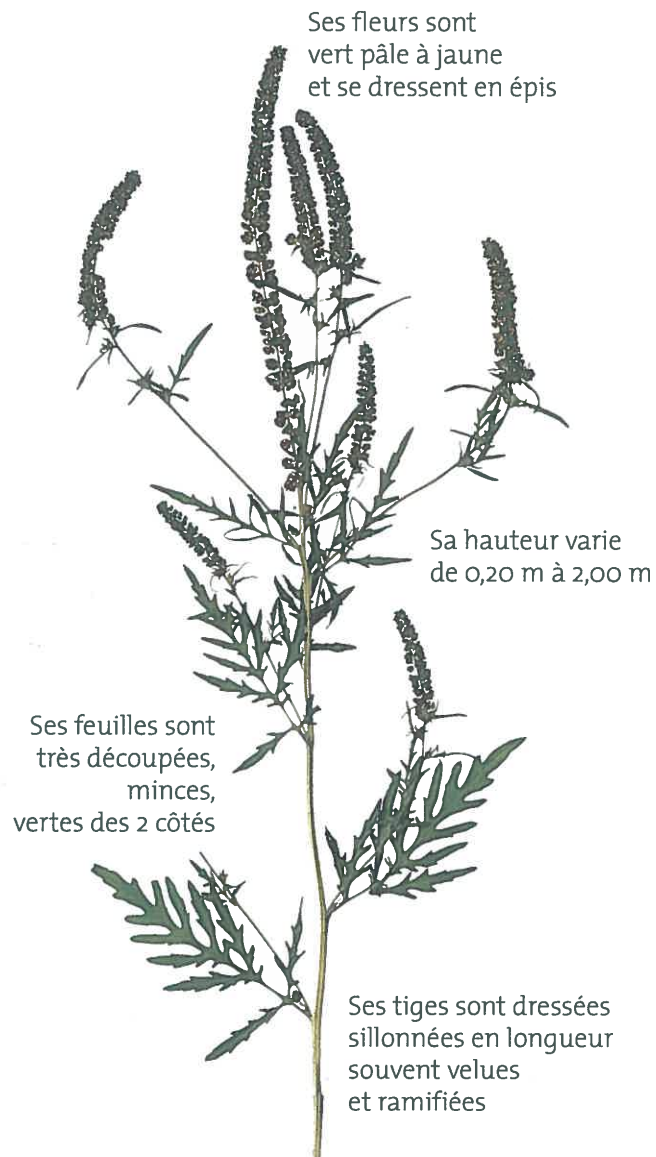 Ses fleurs sont
vert pâle à jaune
et se dressent en épis
Sa hauteur varie
de 0,20 m à 2,00 m
Ses feuilles sont
très découpées,
minces,
vertes des 2 côtés
Ses tiges sont dressées
sillonnées en longueur
souvent velues
et ramifiées